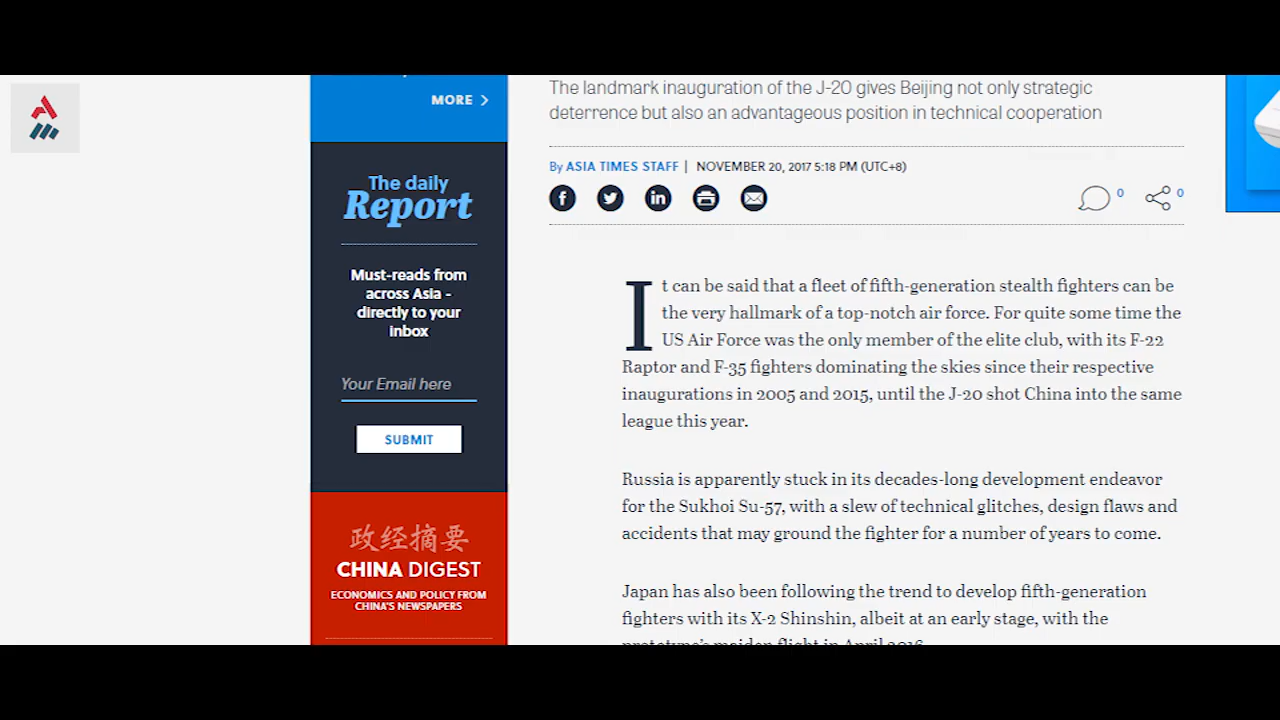 MORE
The daily
Report
Must-reads from
across Asia -
directly to your
inbox
Your Email here
SUBMIT
政经摘要
CHINA DIGEST
ECONOMICS AND POLICY FROM
CHINA'S NEWSPAPERS
The landmark inauguration of the J-20 gives Beijing not only strategic
deterrence but also an advantageous position in technical cooperation
By ASIA TIMES STAFF | NOVEMBER 20, 2017 5:18 PM (UTC+8)
0 0
It can be said that a fleet of fifth-generation stealth fighters can be
the very hallmark of a top-notch air force. For quite some time the
US Air Force was the only member of the elite club, with its F-22
Raptor and F-35 fighters dominating the skies since their respective
inaugurations in 2005 and 2015, until the J-20 shot China into the same
league this year.
Russia is apparently stuck in its decades-long development endeavor
for the Sukhoi Su-57, with a slew of technical glitches, design flaws and
accidents that may ground the fighter for a number of years to come.
Japan has also been following the trend to develop fifth-generation
fighters with its X-2 Shinshin, albeit at an early stage, with the
prototype's maiden flight in April 2016